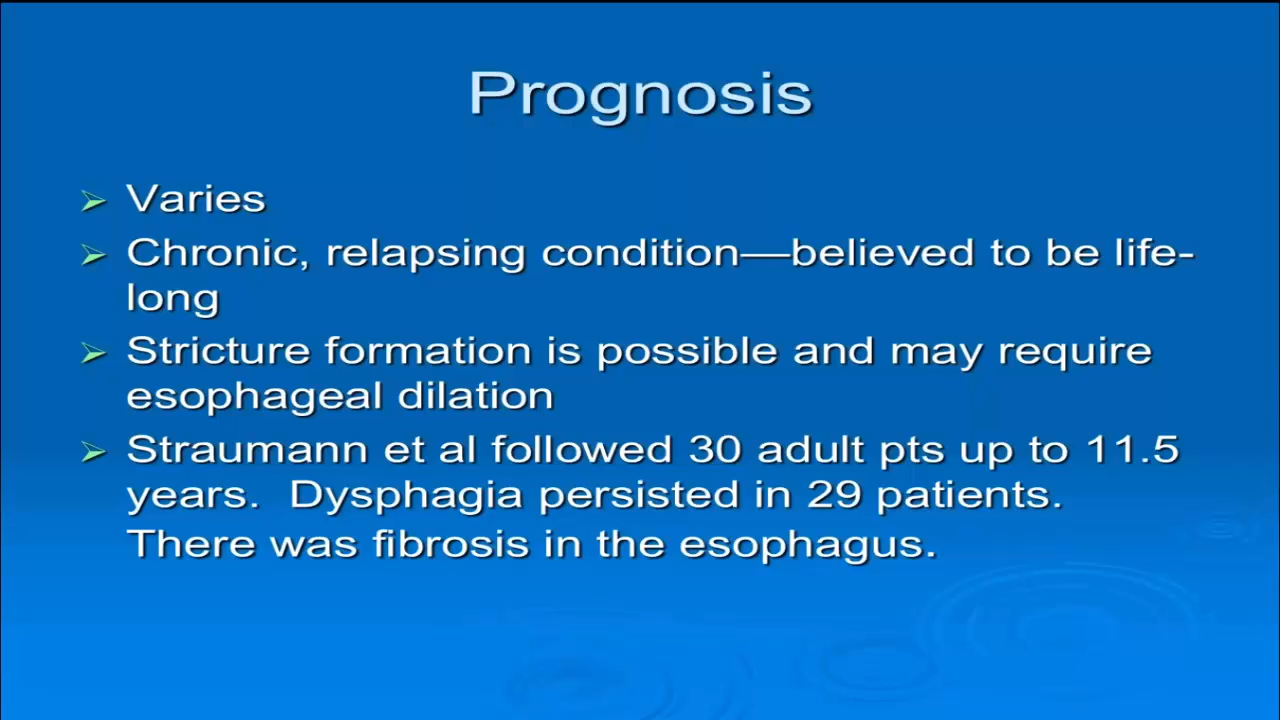 Prognosis
Varies
Chronic, relapsing condition—believed to be life-
long
Stricture formation is possible and may require
esophageal dilation
Straumann et al followed 30 adult pts up to 11.5
years.  Dysphagia persisted in 29 patients.
There was fibrosis in the esophagus.